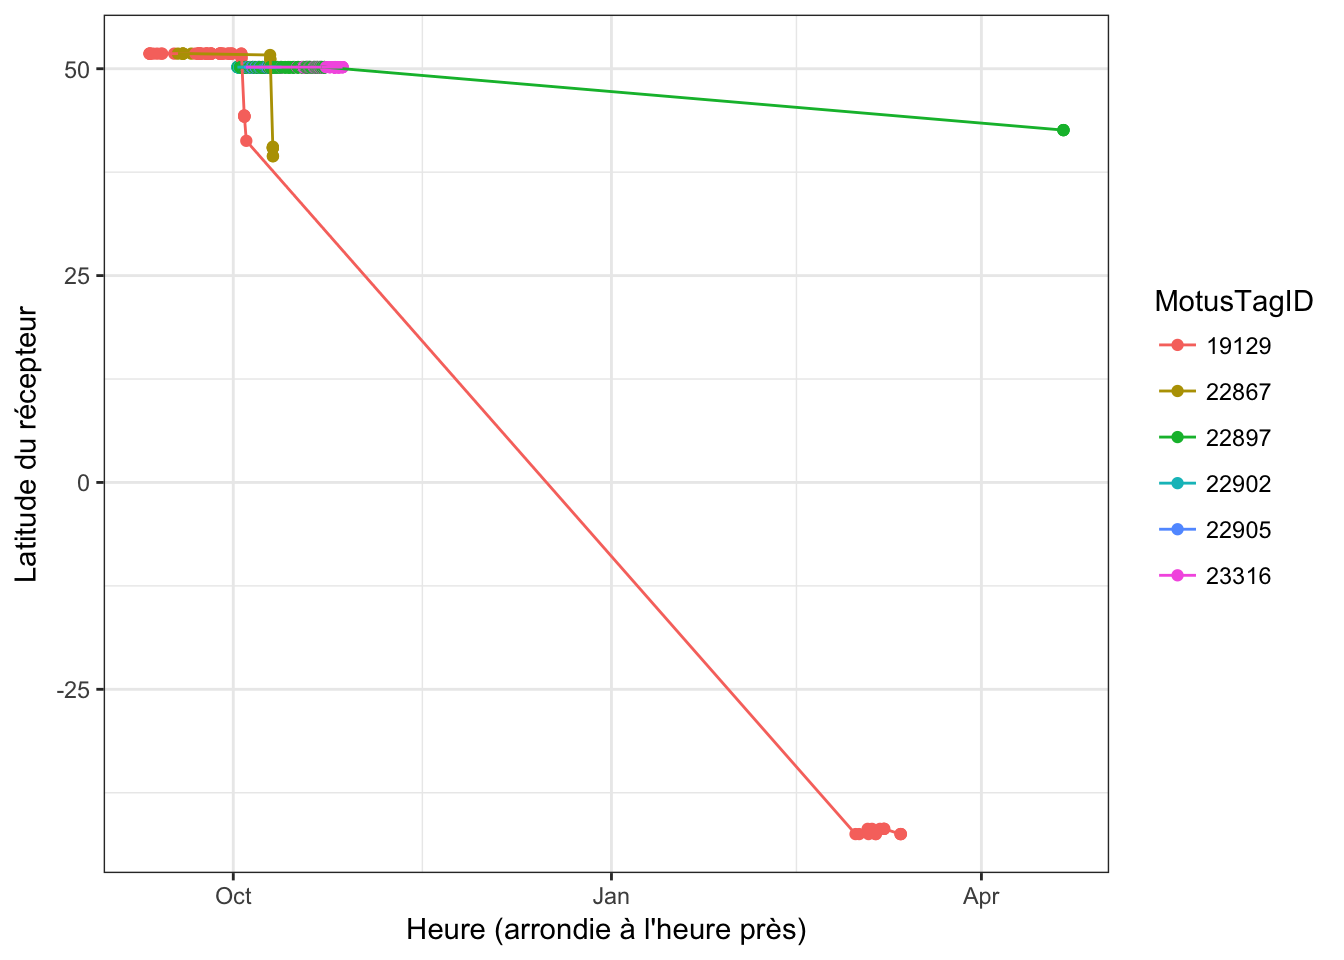 50
25
0
-25
Latitude du récepteur
Oct
Jan
Apr
Heure (arrondie à l'heure près)
MotusTagID
19129
22867
22897
22902
22905
23316